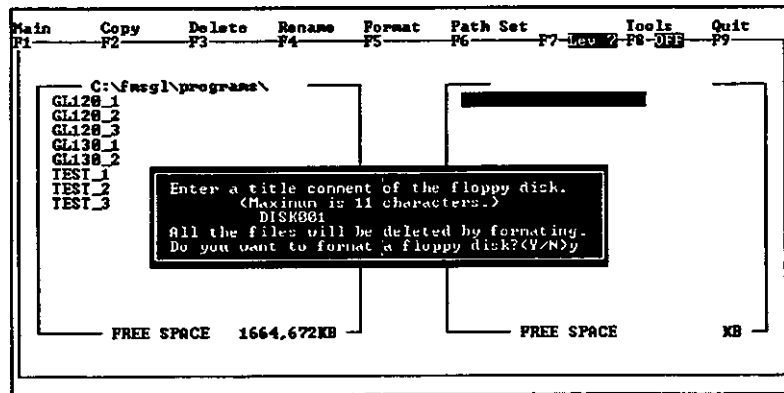 Main Copy Delete Rename Format Path Set Tools Quit
F1 F2 F3 F4 F5 F6 F7 Lev ? F8 OFF F9
C:\fmsgl\programs\
GL120_1
GL120_2
GL120_3
GL130_1
GL130_2
TEST_1
TEST_2
TEST_3
Enter a title comment of the floppy disk.
(Maximun is 11 characters.)
DISK001
All the files will be deleted by formating.
Do you want to format a floppy disk?(Y/N)y
FREE SPACE 1664,672KB
FREE SPACE KB